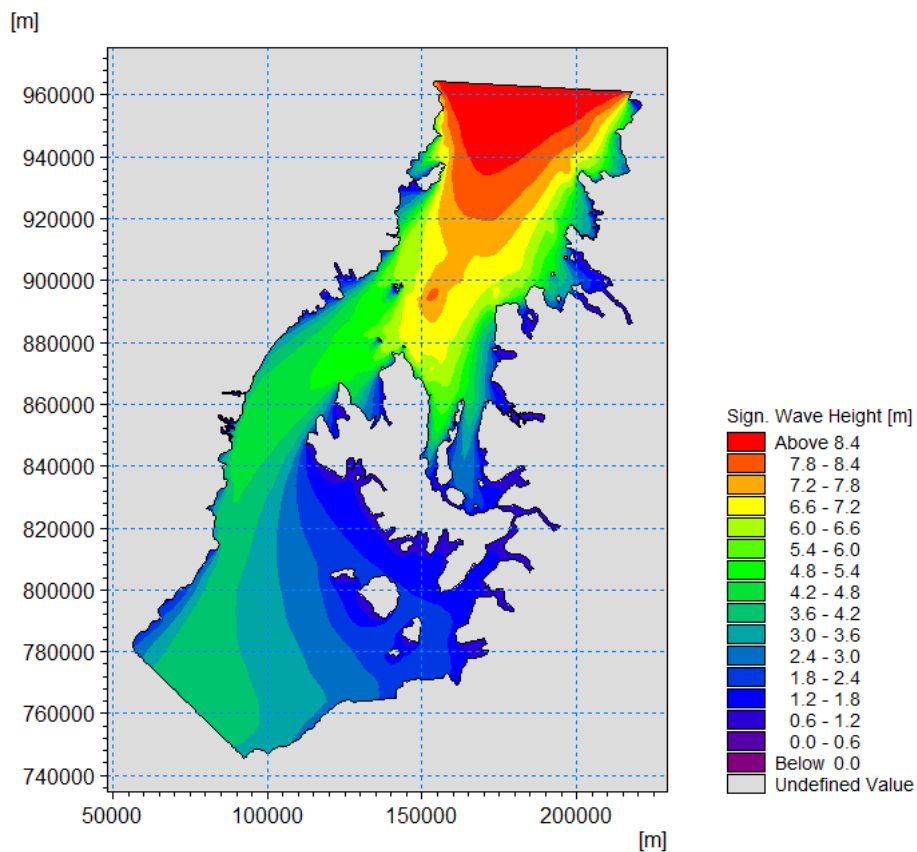 [m]
960000
940000
920000
900000
880000
860000
840000
820000
800000
780000
760000
740000
50000 100000 150000 200000
[m]
Sign. Wave Height [m]
Above 8.4
7.8 - 8.4
7.2 - 7.8
6.6 - 7.2
6.0 - 6.6
5.4 - 6.0
4.8 - 5.4
4.2 - 4.8
3.6 - 4.2
3.0 - 3.6
2.4 - 3.0
1.8 - 2.4
1.2 - 1.8
0.6 - 1.2
0.0 - 0.6
Below 0.0
Undefined Value